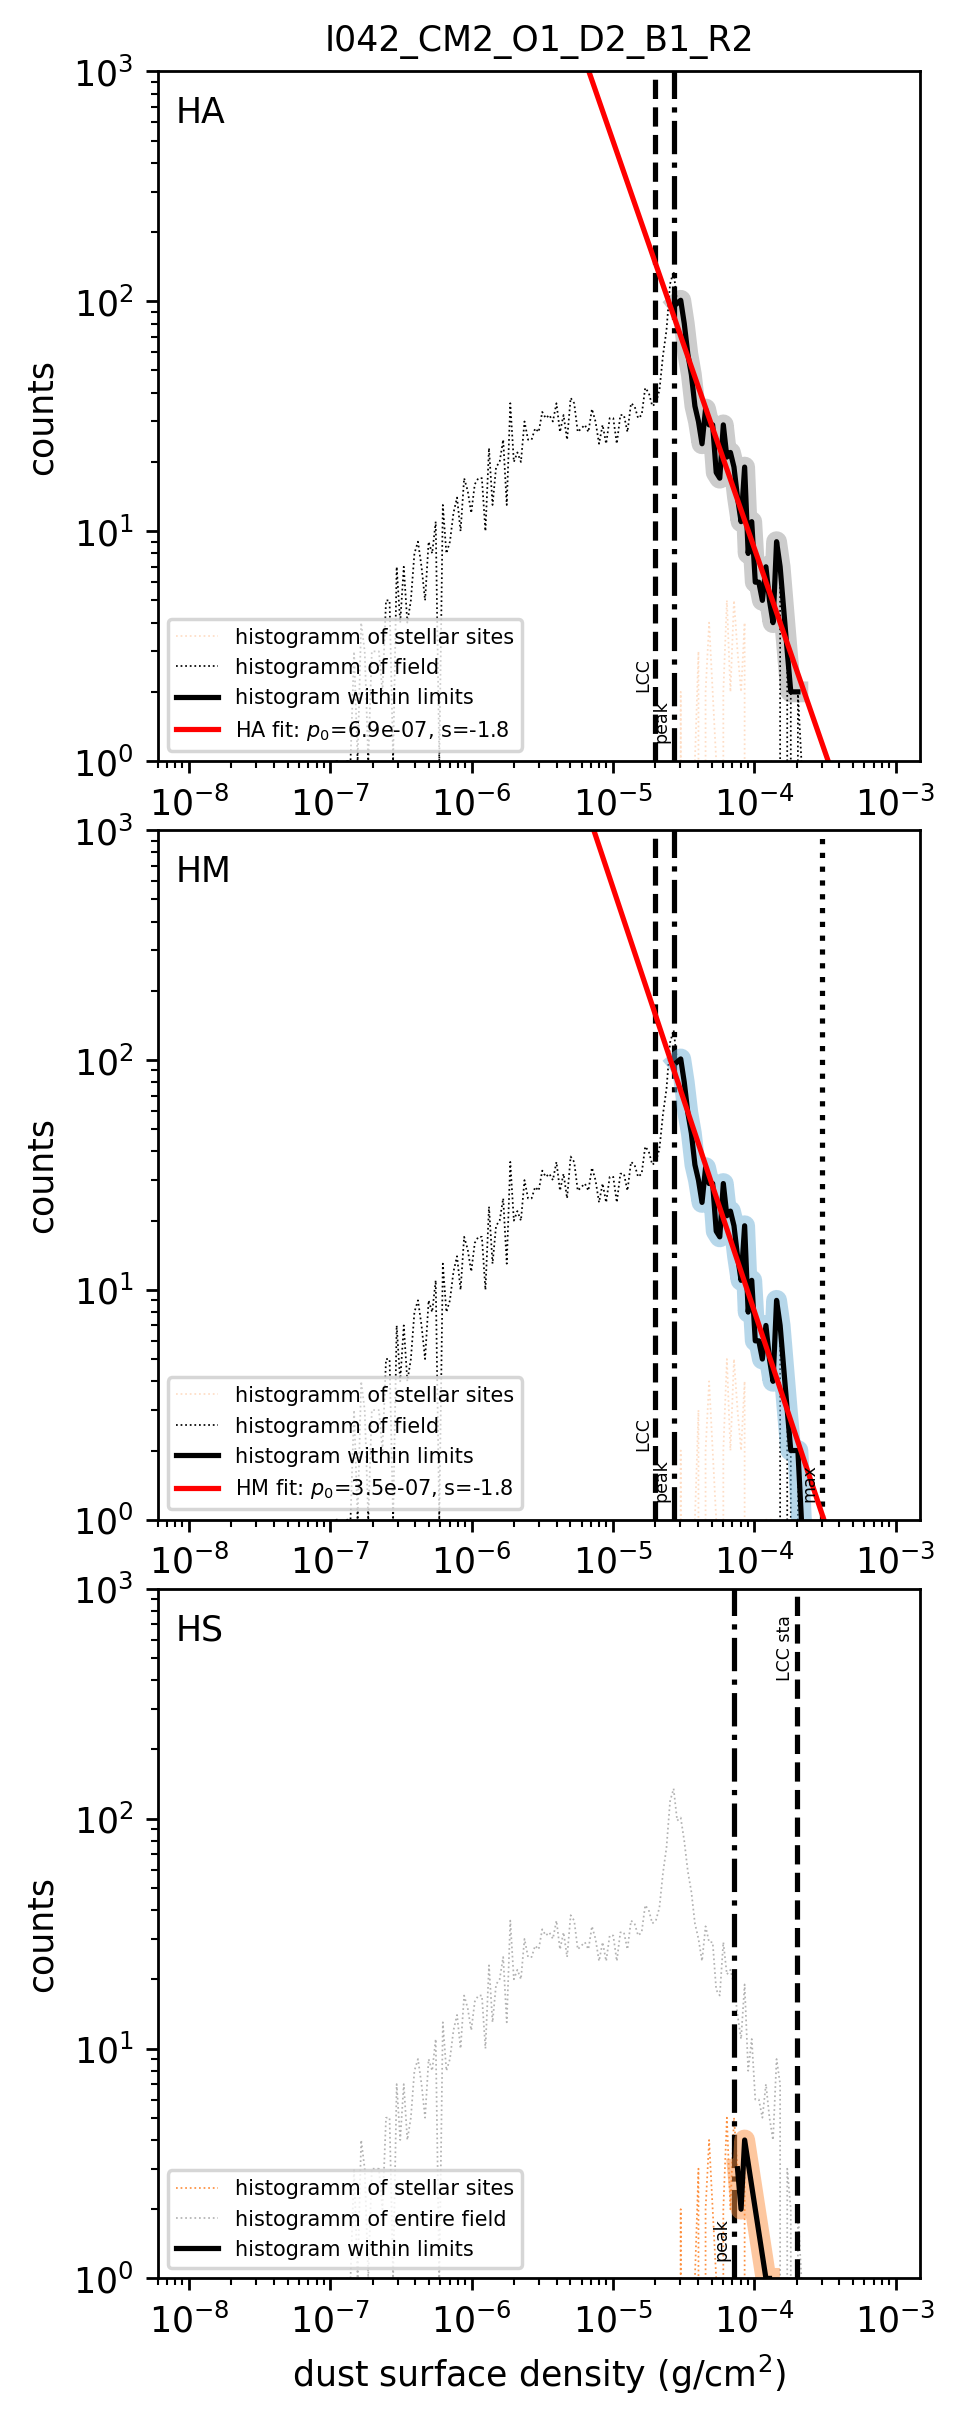 I042_CM2_O1_D2_B1_R2
HA
10³
10²
10¹
10⁰
counts
LCC
peak
histogramm of stellar sites
histogramm of field
histogram within limits
HA fit: p₀=6.9e-07, s=-1.8
10⁻⁸ 10⁻⁷ 10⁻⁶ 10⁻⁵ 10⁻⁴ 10⁻³
HM
10³
10²
10¹
10⁰
counts
LCC
peak
max
histogramm of stellar sites
histogramm of field
histogram within limits
HM fit: p₀=3.5e-07, s=-1.8
10⁻⁸ 10⁻⁷ 10⁻⁶ 10⁻⁵ 10⁻⁴ 10⁻³
HS
10³
10²
10¹
10⁰
counts
LCC sta
peak
histogramm of stellar sites
histogramm of entire field
histogram within limits
10⁻⁸ 10⁻⁷ 10⁻⁶ 10⁻⁵ 10⁻⁴ 10⁻³
dust surface density (g/cm²)